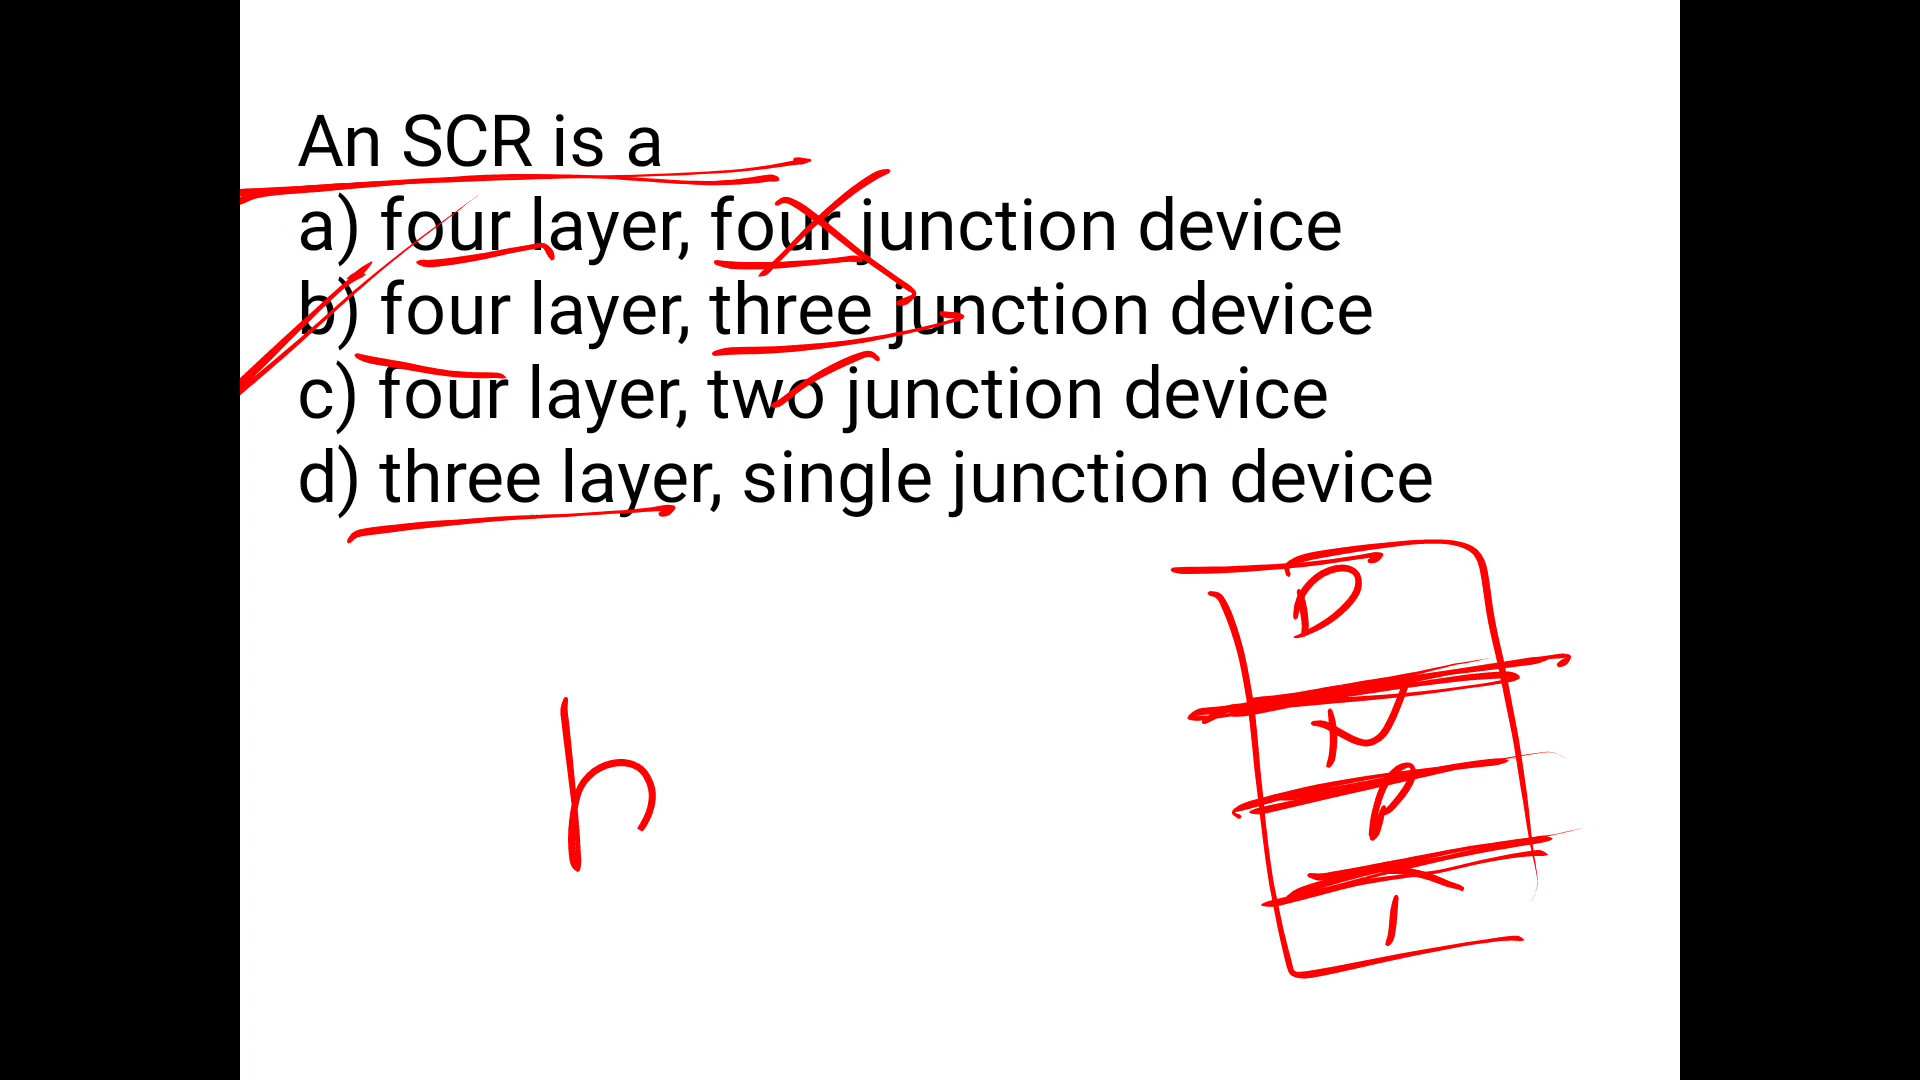 An SCR is a
a) four layer, four junction device
b) four layer, three junction device
c) four layer, two junction device
d) three layer, single junction device
N
P